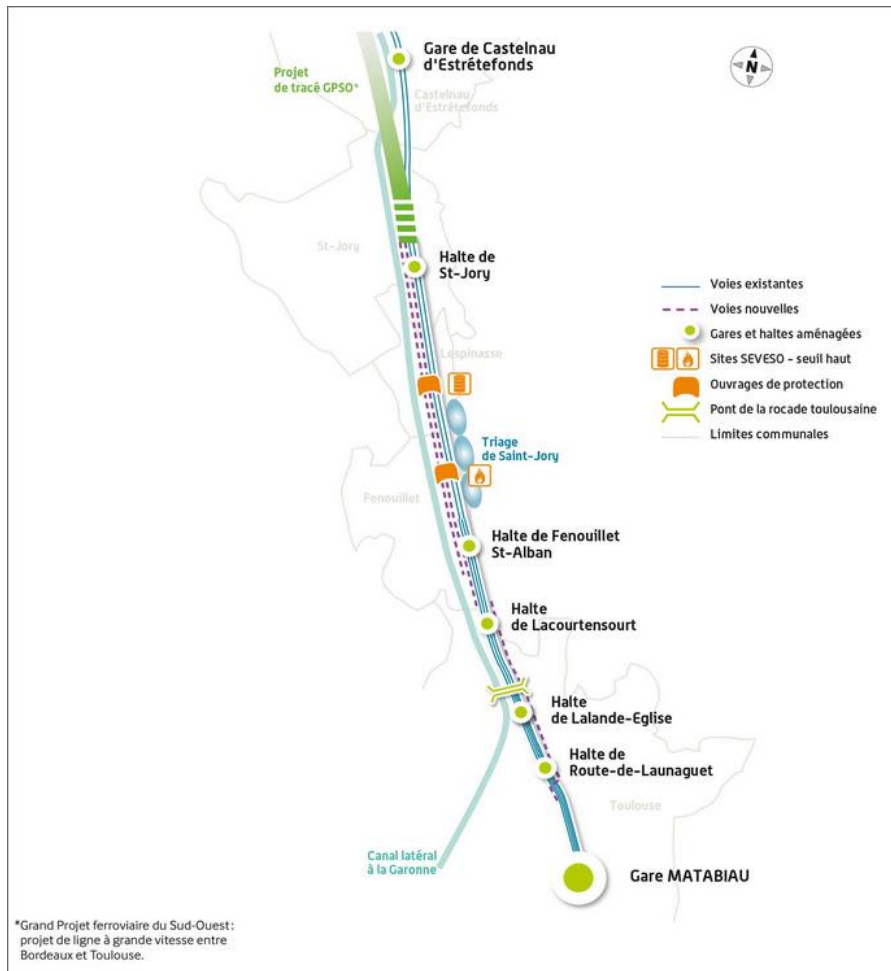 Gare de Castelnau
d'Estrétefonds
Projet
de tracé GPSO*
N
Castelnau
d'Estrétefonds
St-Jory
Halte de
St-Jory
Voies existantes
Voies nouvelles
Gares et haltes aménagées
Sites SEVESO - seuil haut
Ouvrages de protection
Pont de la rocade toulousaine
Limites communales
Lespinasse
Triage
de Saint-Jory
Fenouillet
Halte de Fenouillet
St-Alban
Halte
de Lacourtensourt
Halte
de Lalande-Eglise
Halte de
Route-de-Launaguet
Toulouse
Canal latéral
à la Garonne
Gare MATABIAU
*Grand Projet ferroviaire du Sud-Ouest:
projet de ligne à grande vitesse entre
Bordeaux et Toulouse.